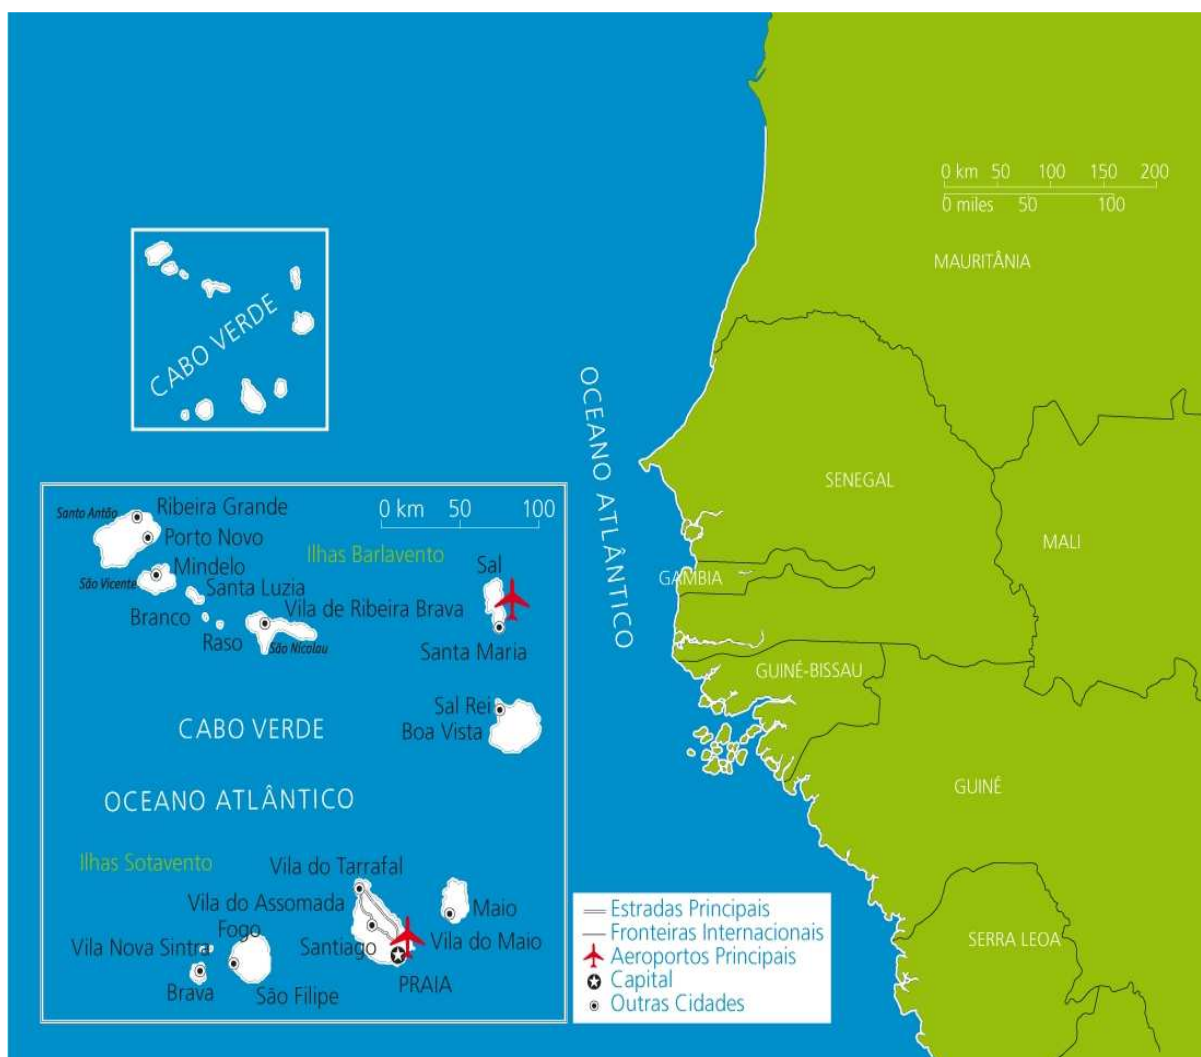 0 km 50 100 150 200
0 miles 50 100
MAURITÂNIA
CABO VERDE
OCEANO ATLÂNTICO
SENEGAL
MALI
GAMBIA
GUINÉ-BISSAU
GUINÉ
SERRA LEOA
0 km 50 100
Santo Antão
Ribeira Grande
Porto Novo
Ilhas Barlavento
Mindelo
São Vicente
Santa Luzia
Sal
Branco
Vila de Ribeira Brava
Raso
São Nicolau
Santa Maria
Sal Rei
Boa Vista
CABO VERDE
OCEANO ATLÂNTICO
Ilhas Sotavento
Vila do Tarrafal
Vila do Assomada
Maio
Fogo
Vila Nova Sintra
Santiago
Vila do Maio
Brava
São Filipe
PRAIA
Estradas Principais
Fronteiras Internacionais
Aeroportos Principais
Capital
Outras Cidades